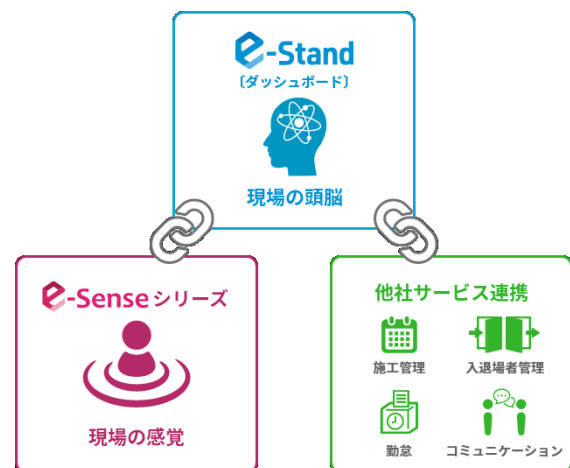 e-Stand
〔ダッシュボード〕
現場の頭脳
e-Senseシリーズ
現場の感覚
他社サービス連携
施工管理
入退場者管理
勤怠
コミュニケーション